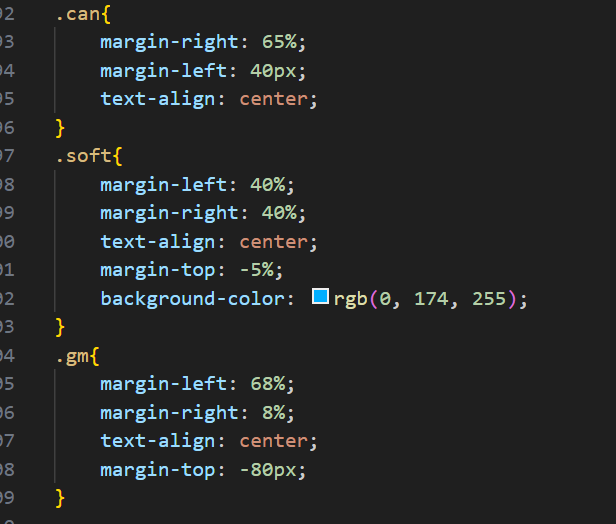 92 .can{
93 margin-right: 65%;
94 margin-left: 40px;
95 text-align: center;
96 }
97 .soft{
98 margin-left: 40%;
99 margin-right: 40%;
00 text-align: center;
01 margin-top: -5%;
02 background-color: rgb(0, 174, 255);
03 }
04 .gm{
05 margin-left: 68%;
06 margin-right: 8%;
07 text-align: center;
08 margin-top: -80px;
09 }